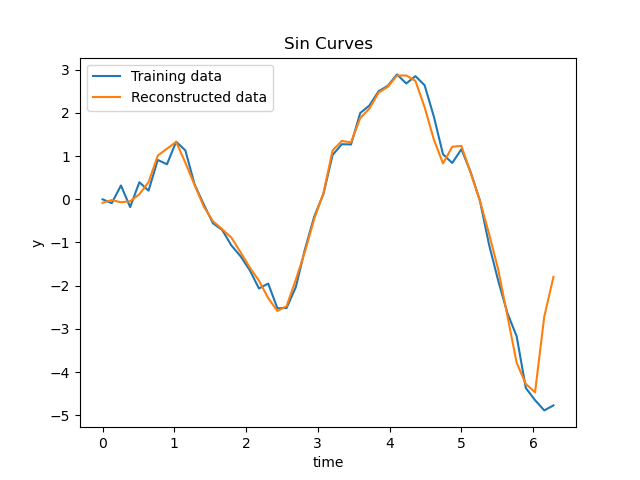 Sin Curves
Training data
Reconstructed data
3
2
1
0
−1
−2
−3
−4
−5
y
0 1 2 3 4 5 6
time